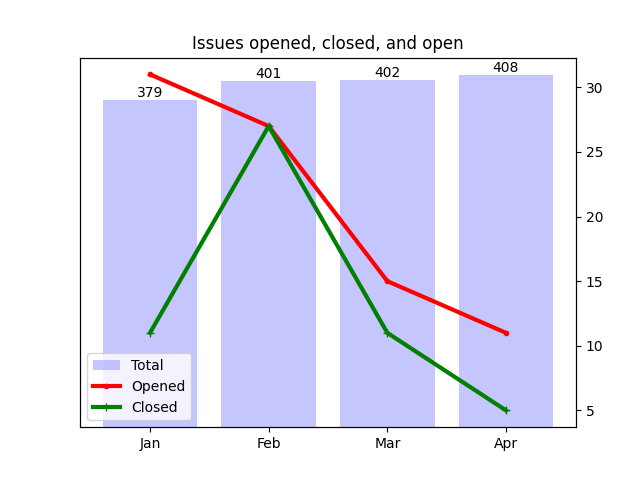 Issues opened, closed, and open
379
401
402
408
30
25
20
15
10
5
Total
Opened
Closed
Jan
Feb
Mar
Apr